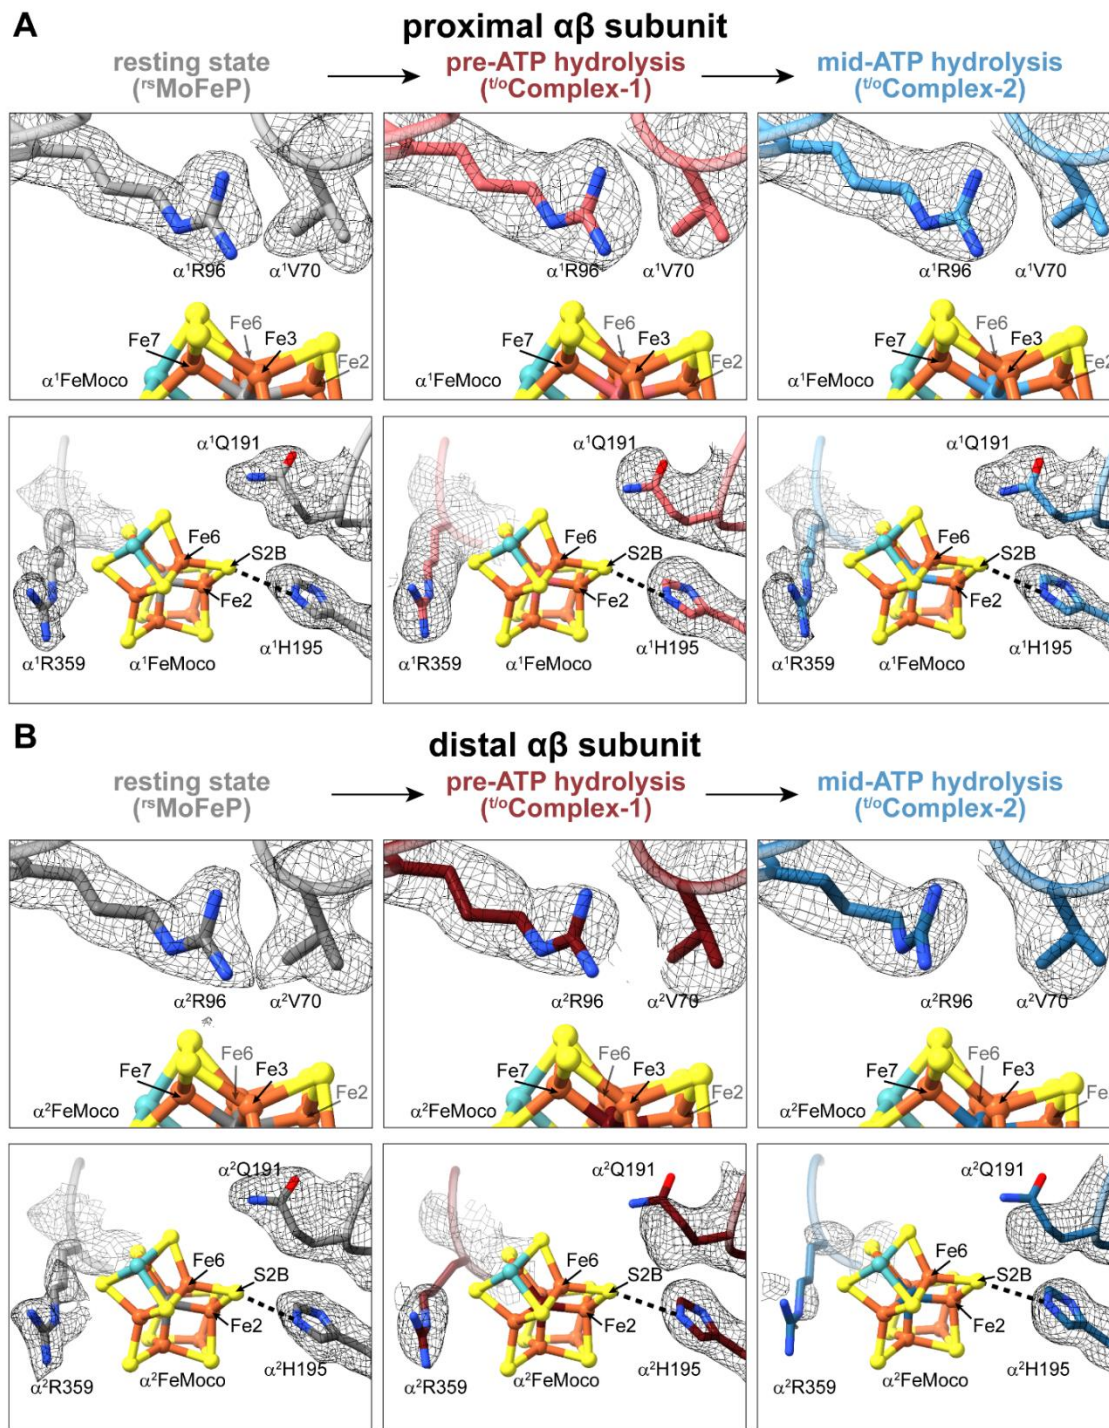 A
proximal αβ subunit
resting state
(ʳˢMoFeP)
pre-ATP hydrolysis
(ᵗ/ᵒComplex-1)
mid-ATP hydrolysis
(ᵗ/ᵒComplex-2)
α¹R96 α¹V70
Fe6
Fe7 Fe3
Fe2
α¹FeMoco
α¹R96 α¹V70
Fe6
Fe7 Fe3
Fe2
α¹FeMoco
α¹R96 α¹V70
Fe6
Fe7 Fe3
Fe2
α¹FeMoco
α¹Q191
Fe6 S2B
Fe2
α¹R359 α¹FeMoco α¹H195
α¹Q191
Fe6 S2B
Fe2
α¹R359 α¹FeMoco α¹H195
α¹Q191
Fe6 S2B
Fe2
α¹R359 α¹FeMoco α¹H195
B
distal αβ subunit
resting state
(ʳˢMoFeP)
pre-ATP hydrolysis
(ᵗ/ᵒComplex-1)
mid-ATP hydrolysis
(ᵗ/ᵒComplex-2)
α²R96 α²V70
Fe7 Fe6 Fe3
Fe2
α²FeMoco
α²R96 α²V70
Fe7 Fe6 Fe3
Fe2
α²FeMoco
α²R96 α²V70
Fe7 Fe6 Fe3
Fe2
α²FeMoco
α²Q191
Fe6
S2B
Fe2
α²R359 α²FeMoco α²H195
α²Q191
Fe6
S2B
Fe2
α²R359 α²FeMoco α²H195
α²Q191
Fe6
S2B
Fe2
α²R359 α²FeMoco α²H195